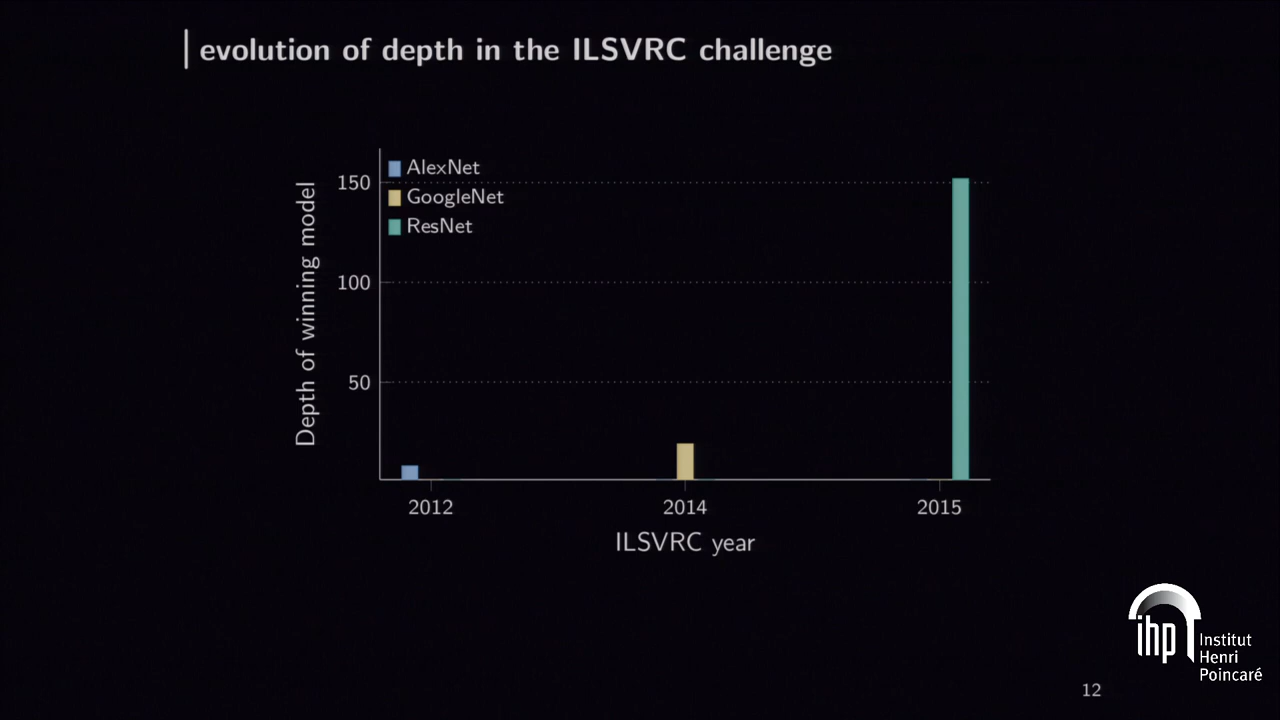 evolution of depth in the ILSVRC challenge
AlexNet
GoogleNet
ResNet
150
100
50
Depth of winning model
2012
2014
2015
ILSVRC year
ihp
Institut
Henri
Poincaré
12